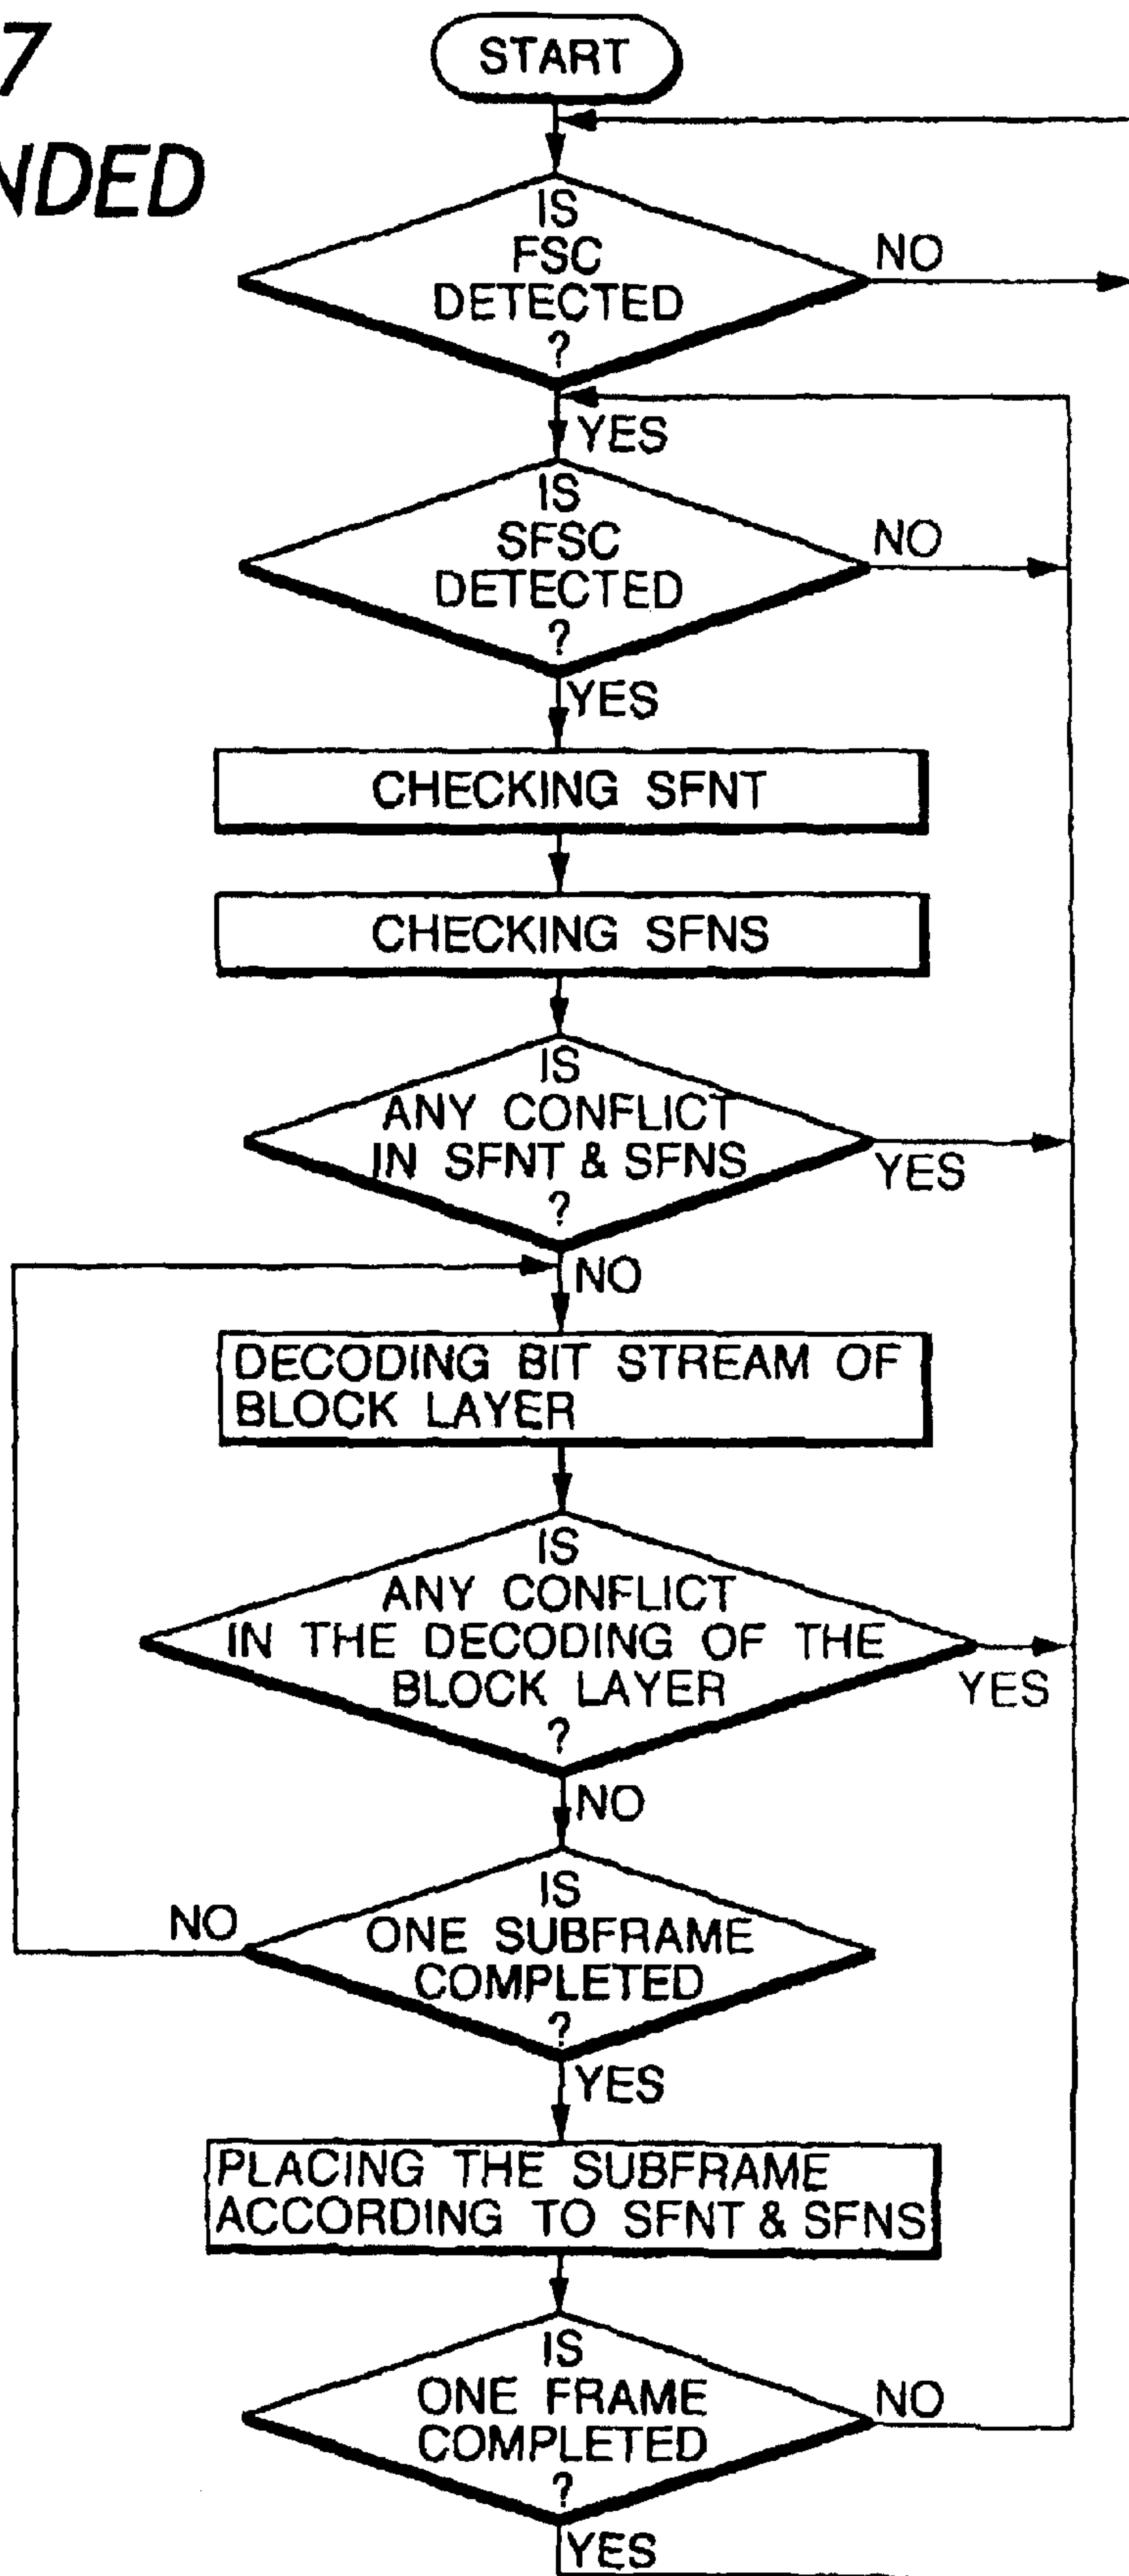 7
NDED
START
IS
FSC
DETECTED
?
NO
YES
IS
SFSC
DETECTED
?
NO
YES
CHECKING SFNT
CHECKING SFNS
IS
ANY CONFLICT
IN SFNT & SFNS
?
YES
NO
DECODING BIT STREAM OF
BLOCK LAYER
IS
ANY CONFLICT
IN THE DECODING OF THE
BLOCK LAYER
?
YES
NO
IS
ONE SUBFRAME
COMPLETED
?
NO
YES
PLACING THE SUBFRAME
ACCORDING TO SFNT & SFNS
IS
ONE FRAME
COMPLETED
?
NO
YES